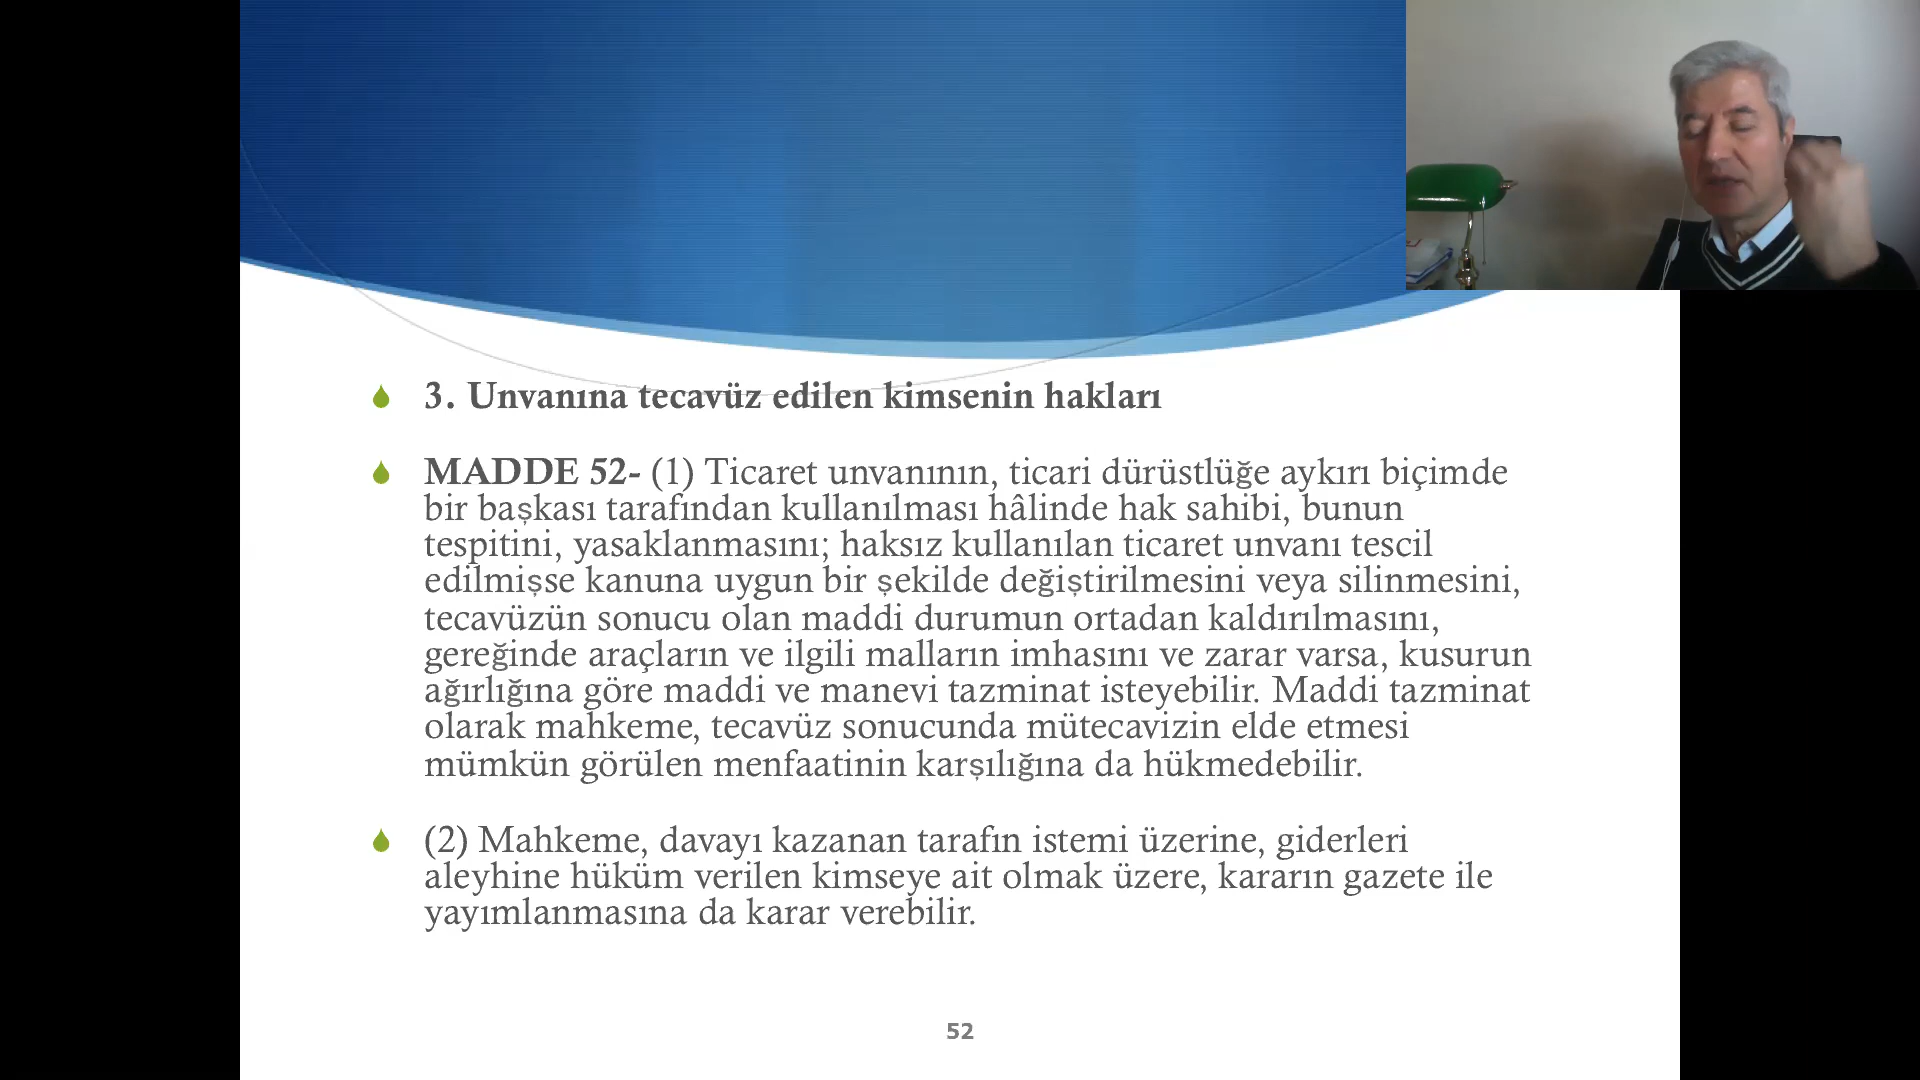 3. Unvanına tecavüz edilen kimsenin hakları
MADDE 52- (1) Ticaret unvanının, ticari dürüstlüğe aykırı biçimde
bir başkası tarafından kullanılması hâlinde hak sahibi, bunun
tespitini, yasaklanmasını; haksız kullanılan ticaret unvanı tescil
edilmişse kanuna uygun bir şekilde değiştirilmesini veya silinmesini,
tecavüzün sonucu olan maddi durumun ortadan kaldırılmasını,
gereğinde araçların ve ilgili malların imhasını ve zarar varsa, kusurun
ağırlığına göre maddi ve manevi tazminat isteyebilir. Maddi tazminat
olarak mahkeme, tecavüz sonucunda mütecavizin elde etmesi
mümkün görülen menfaatinin karşılığına da hükmedebilir.
(2) Mahkeme, davayı kazanan tarafın istemi üzerine, giderleri
aleyhine hüküm verilen kimseye ait olmak üzere, kararın gazete ile
yayımlanmasına da karar verebilir.
52